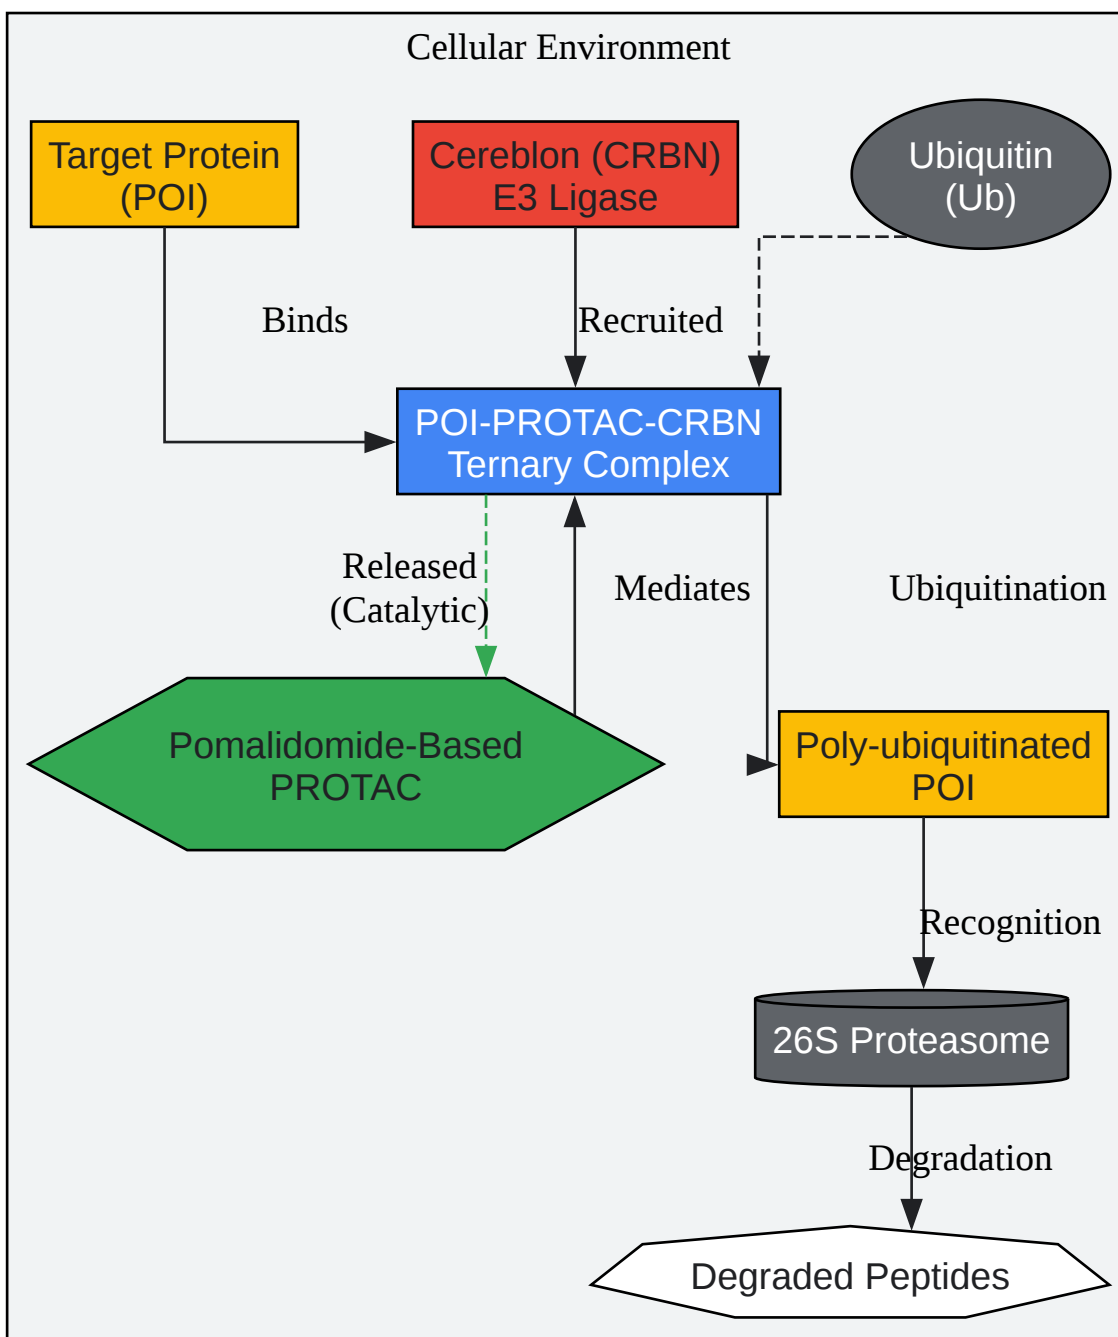 Cellular Environment
Target Protein
(POI)
Cereblon (CRBN)
E3 Ligase
Ubiquitin
(Ub)
Binds
Recruited
POI-PROTAC-CRBN
Ternary Complex
Released
(Catalytic)
Mediates
Ubiquitination
Pomalidomide-Based
PROTAC
Poly-ubiquitinated
POI
Recognition
26S Proteasome
Degradation
Degraded Peptides